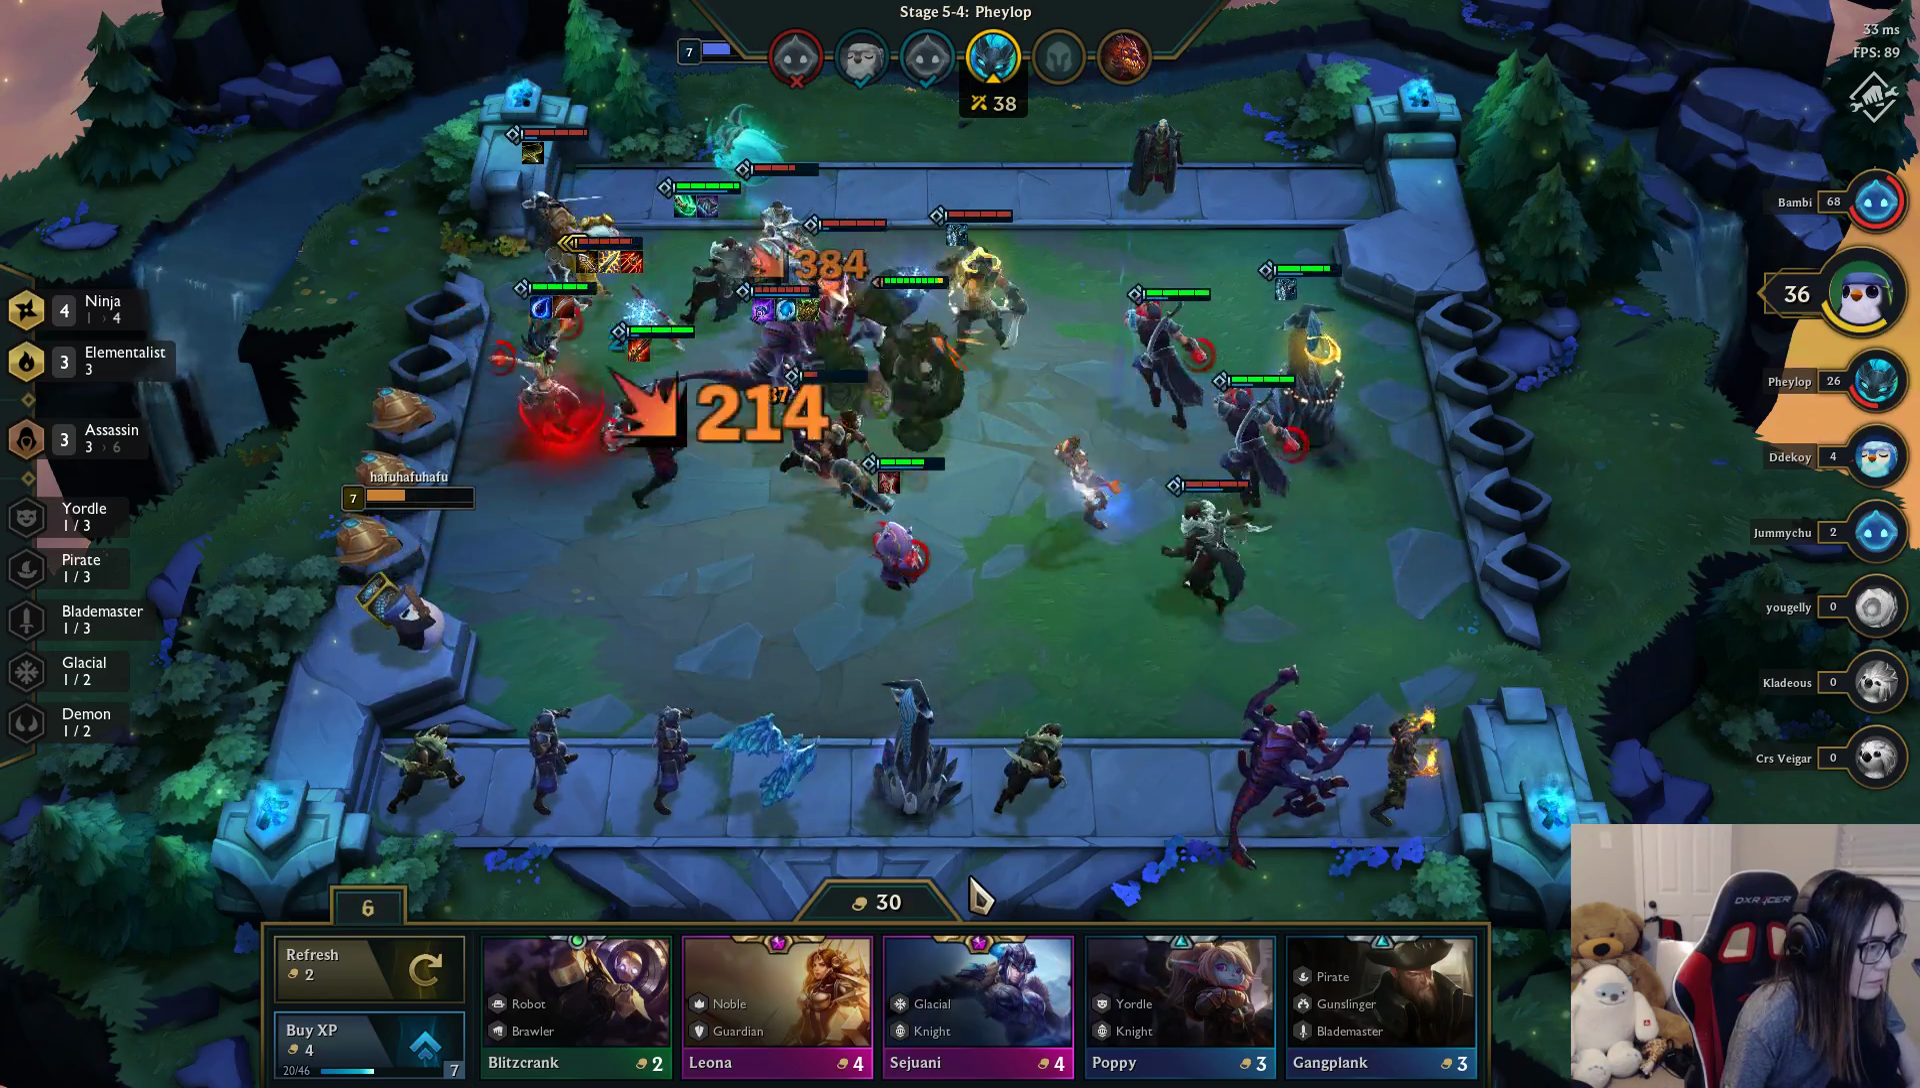 Stage 5-4: Pheylop
7
38
33 ms
FPS: 89
Bambi 68
36
Pheylop 26
Ddekoy 4
Jummychu 2
yougelly 0
Kladeous 0
Crs Veigar 0
4 Ninja
4
3 Elementalist
3
3 Assassin
3 › 6
Yordle
1 / 3
Pirate
1 / 3
Blademaster
1 / 3
Glacial
1 / 2
Demon
1 / 2
hafuhafuhafu
7
384
214
6
30
Refresh
2
Buy XP
4
20/46
7
Robot
Brawler
Blitzcrank 2
Noble
Guardian
Leona 4
Glacial
Knight
Sejuani 4
Yordle
Knight
Poppy 3
Pirate
Gunslinger
Blademaster
Gangplank 3